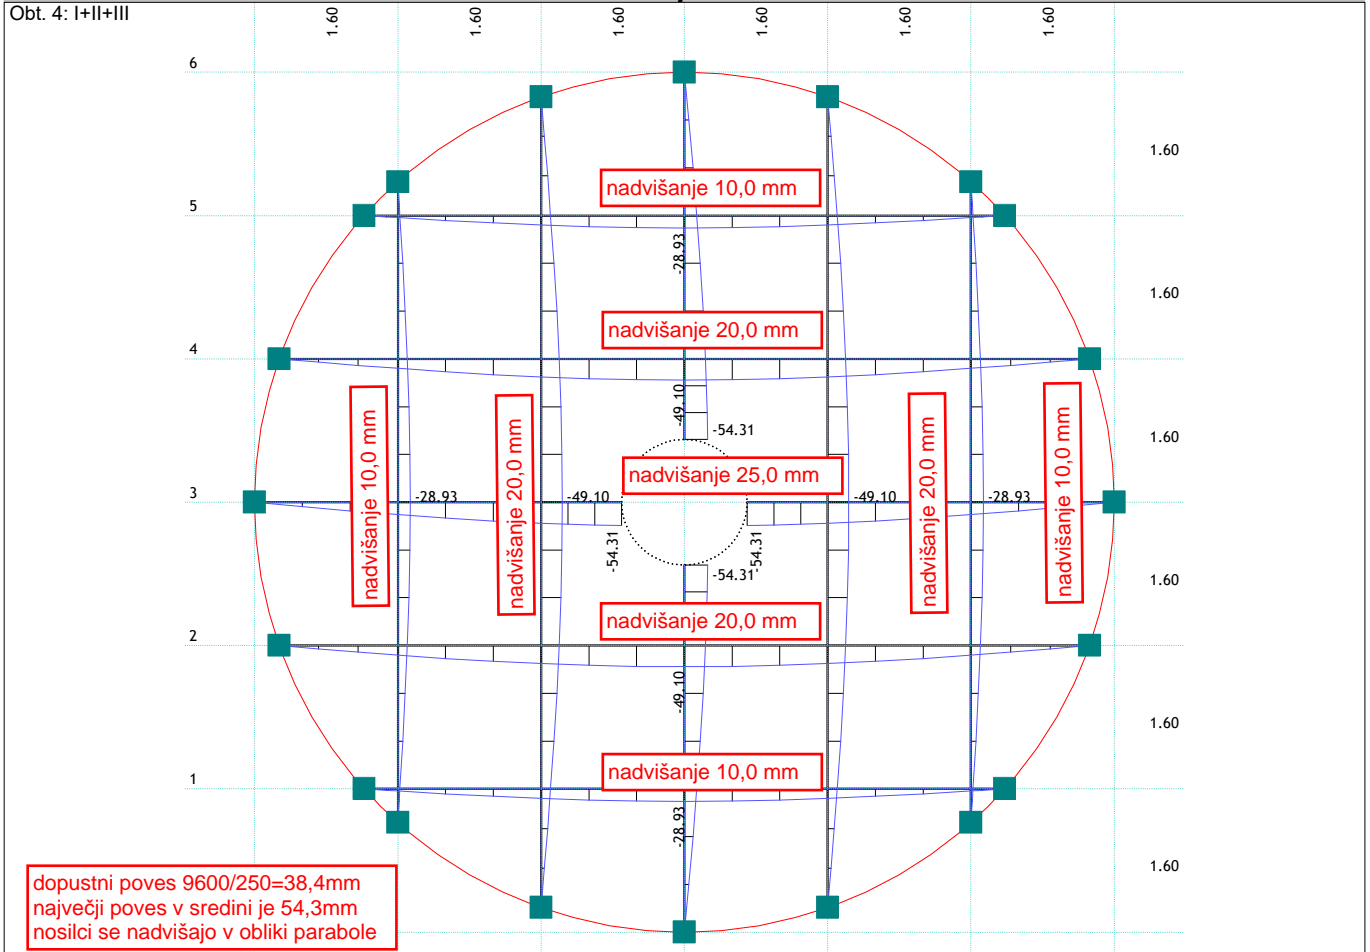 Obt. 4: I+II+III
1.60
1.60
1.60
1.60
1.60
1.60
6
1.60
nadvišanje 10,0 mm
5
-28.93
1.60
nadvišanje 20,0 mm
4
-49.10
1.60
-54.31
nadvišanje 10,0 mm
nadvišanje 20,0 mm
nadvišanje 25,0 mm
nadvišanje 20,0 mm
nadvišanje 10,0 mm
3
-28.93
-49.10
-49.10
-28.93
-54.31
-54.31
-54.31
1.60
nadvišanje 20,0 mm
2
-49.10
1.60
nadvišanje 10,0 mm
1
-28.93
1.60
dopustni poves 9600/250=38,4mm
največji poves v sredini je 54,3mm
nosilci se nadvišajo v obliki parabole